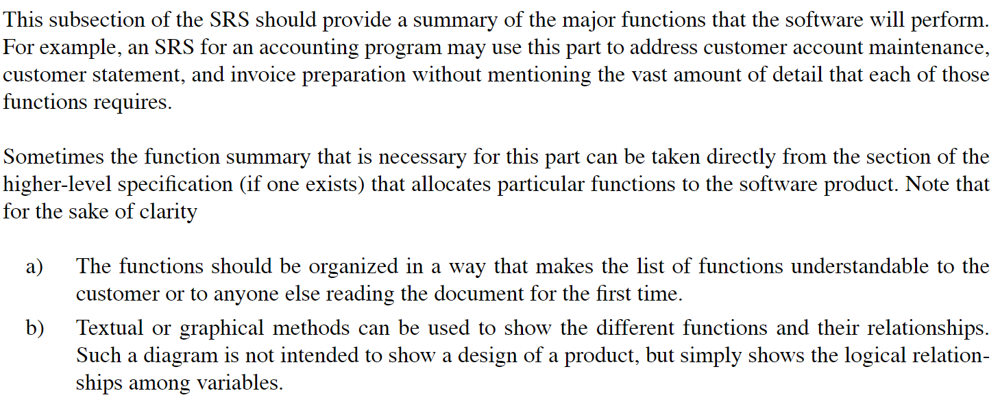 This subsection of the SRS should provide a summary of the major functions that the software will perform.
For example, an SRS for an accounting program may use this part to address customer account maintenance,
customer statement, and invoice preparation without mentioning the vast amount of detail that each of those
functions requires.
Sometimes the function summary that is necessary for this part can be taken directly from the section of the
higher-level specification (if one exists) that allocates particular functions to the software product. Note that
for the sake of clarity
a) The functions should be organized in a way that makes the list of functions understandable to the
customer or to anyone else reading the document for the first time.
b) Textual or graphical methods can be used to show the different functions and their relationships.
Such a diagram is not intended to show a design of a product, but simply shows the logical relation-
ships among variables.